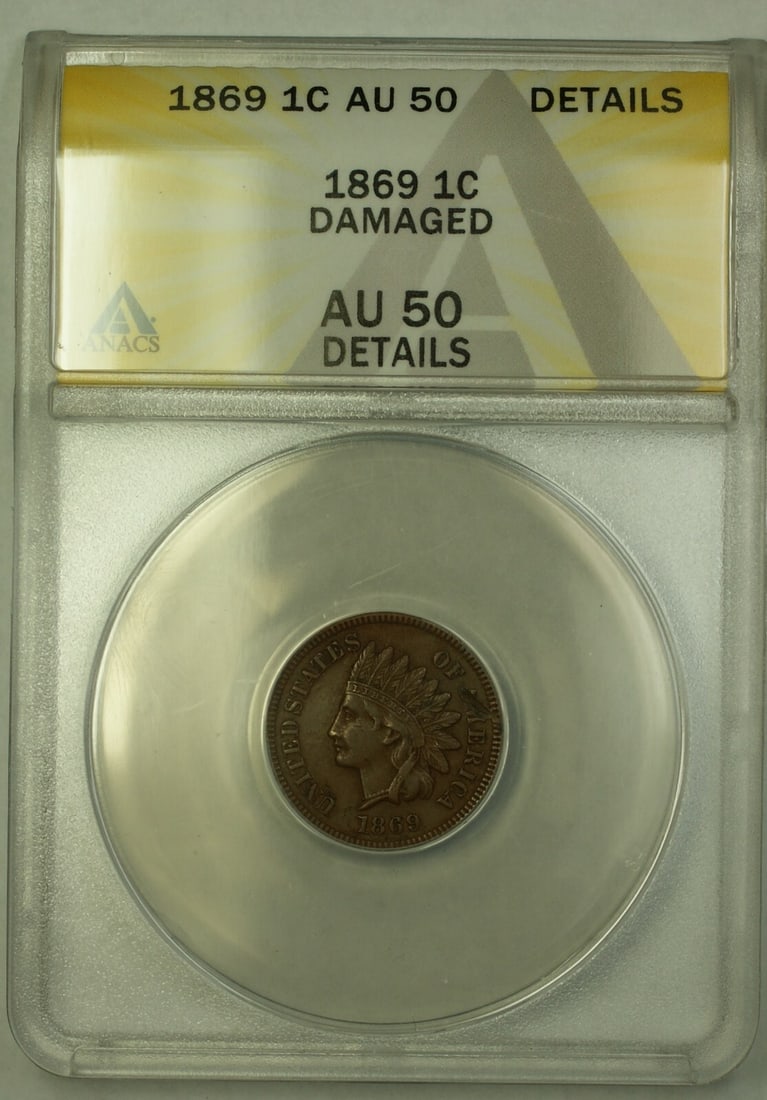 1869 1C AU 50 DETAILS
1869 1C
DAMAGED
AU 50
DETAILS
ANACS
UNITED STATES OF AMERICA
1869